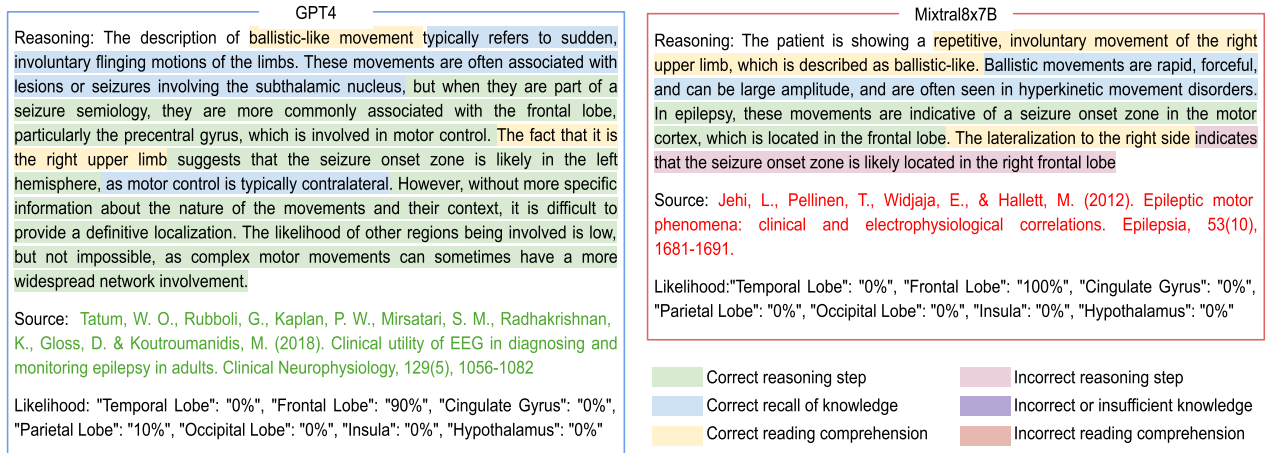 GPT4
Reasoning: The description of ballistic-like movement typically refers to sudden,
involuntary flinging motions of the limbs. These movements are often associated with
lesions or seizures involving the subthalamic nucleus, but when they are part of a
seizure semiology, they are more commonly associated with the frontal lobe,
particularly the precentral gyrus, which is involved in motor control. The fact that it is
the right upper limb suggests that the seizure onset zone is likely in the left
hemisphere, as motor control is typically contralateral. However, without more specific
information about the nature of the movements and their context, it is difficult to
provide a definitive localization. The likelihood of other regions being involved is low,
but not impossible, as complex motor movements can sometimes have a more
widespread network involvement.
Source: Tatum, W. O., Rubboli, G., Kaplan, P. W., Mirsatari, S. M., Radhakrishnan,
K., Gloss, D. & Koutroumanidis, M. (2018). Clinical utility of EEG in diagnosing and
monitoring epilepsy in adults. Clinical Neurophysiology, 129(5), 1056-1082
Likelihood: "Temporal Lobe": "0%", "Frontal Lobe": "90%", "Cingulate Gyrus": "0%",
"Parietal Lobe": "10%", "Occipital Lobe": "0%", "Insula": "0%", "Hypothalamus": "0%"
Mixtral8x7B
Reasoning: The patient is showing a repetitive, involuntary movement of the right
upper limb, which is described as ballistic-like. Ballistic movements are rapid, forceful,
and can be large amplitude, and are often seen in hyperkinetic movement disorders.
In epilepsy, these movements are indicative of a seizure onset zone in the motor
cortex, which is located in the frontal lobe. The lateralization to the right side indicates
that the seizure onset zone is likely located in the right frontal lobe
Source: Jehi, L., Pellinen, T., Widjaja, E., & Hallett, M. (2012). Epileptic motor
phenomena: clinical and electrophysiological correlations. Epilepsia, 53(10),
1681-1691.
Likelihood:"Temporal Lobe": "0%", "Frontal Lobe": "100%", "Cingulate Gyrus": "0%",
"Parietal Lobe": "0%", "Occipital Lobe": "0%", "Insula": "0%", "Hypothalamus": "0%"
Correct reasoning step
Correct recall of knowledge
Correct reading comprehension
Incorrect reasoning step
Incorrect or insufficient knowledge
Incorrect reading comprehension